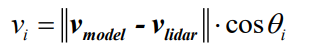 v_i = ‖v_model - v_lidar‖ · cosθ_i